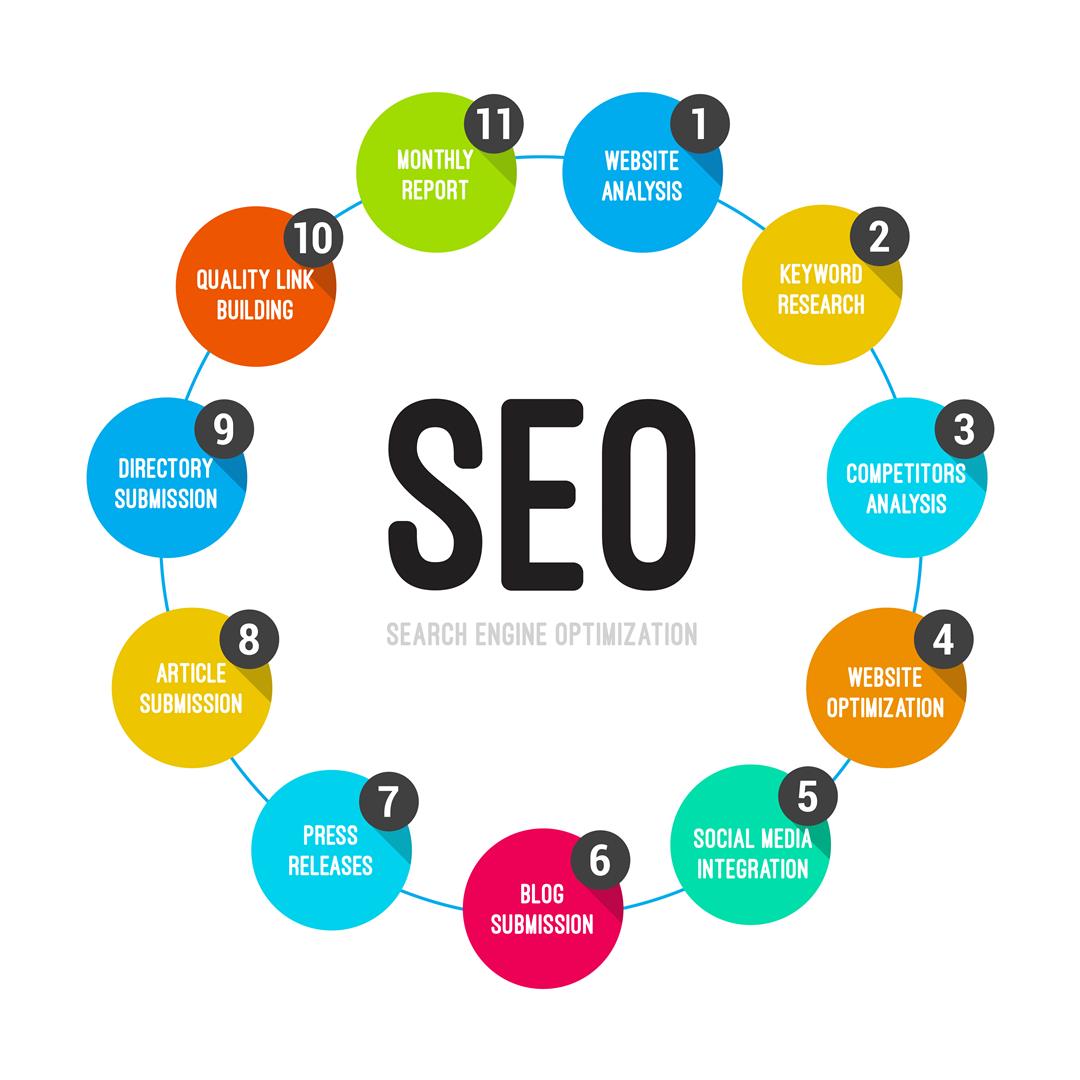 SEO
SEARCH ENGINE OPTIMIZATION
1
WEBSITE
ANALYSIS
2
KEYWORD
RESEARCH
3
COMPETITORS
ANALYSIS
4
WEBSITE
OPTIMIZATION
5
SOCIAL MEDIA
INTEGRATION
6
BLOG
SUBMISSION
7
PRESS
RELEASES
8
ARTICLE
SUBMISSION
9
DIRECTORY
SUBMISSION
10
QUALITY LINK
BUILDING
11
MONTHLY
REPORT